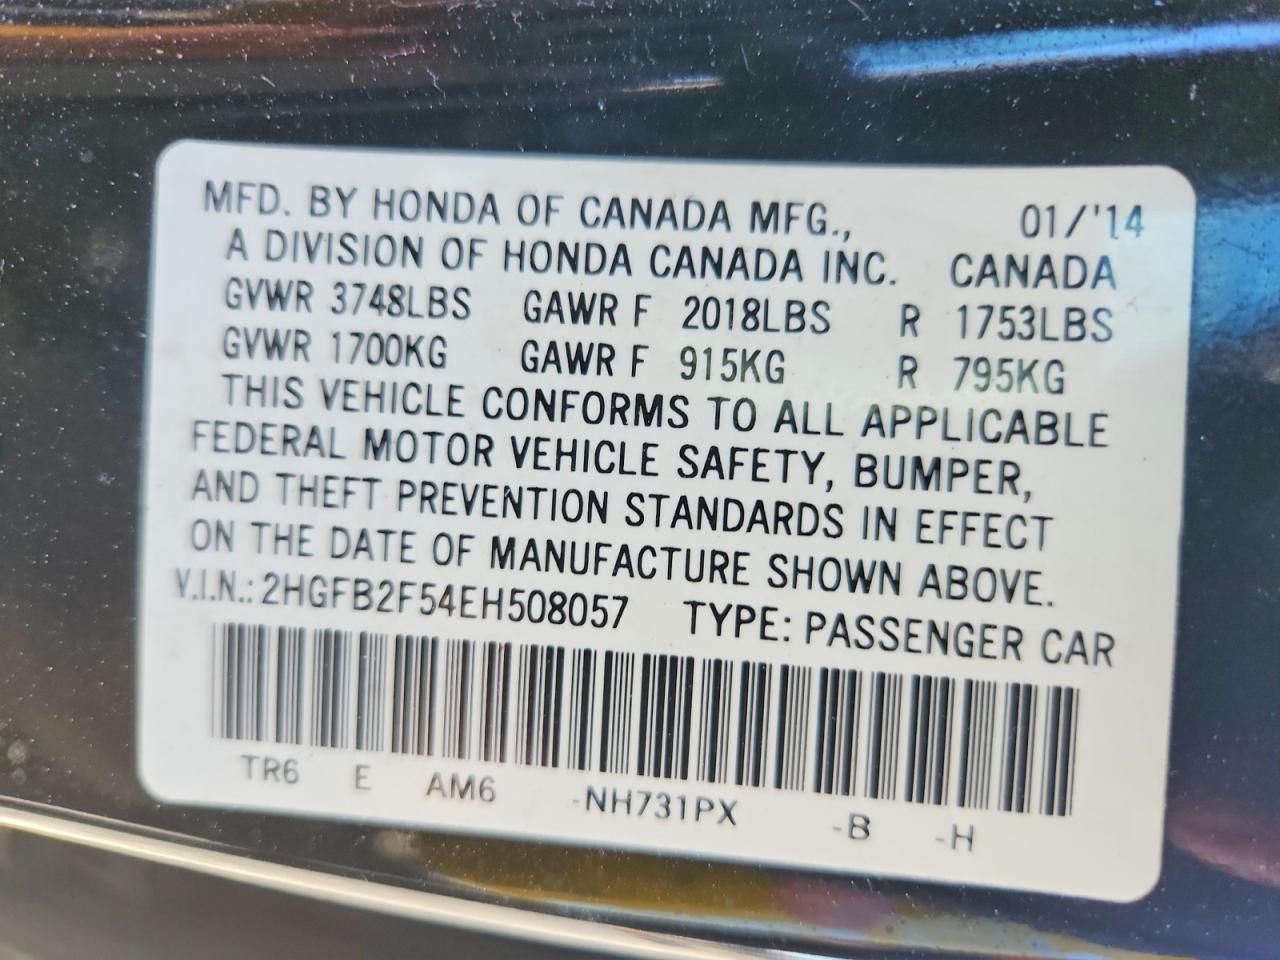 MFD. BY HONDA OF CANADA MFG., 01/'14
A DIVISION OF HONDA CANADA INC. CANADA
GVWR 3748LBS GAWR F 2018LBS R 1753LBS
GVWR 1700KG GAWR F 915KG R 795KG
THIS VEHICLE CONFORMS TO ALL APPLICABLE
FEDERAL MOTOR VEHICLE SAFETY, BUMPER,
AND THEFT PREVENTION STANDARDS IN EFFECT
ON THE DATE OF MANUFACTURE SHOWN ABOVE.
V.I.N.: 2HGFB2F54EH508057 TYPE: PASSENGER CAR
TR6 E AM6 -NH731PX -B -H